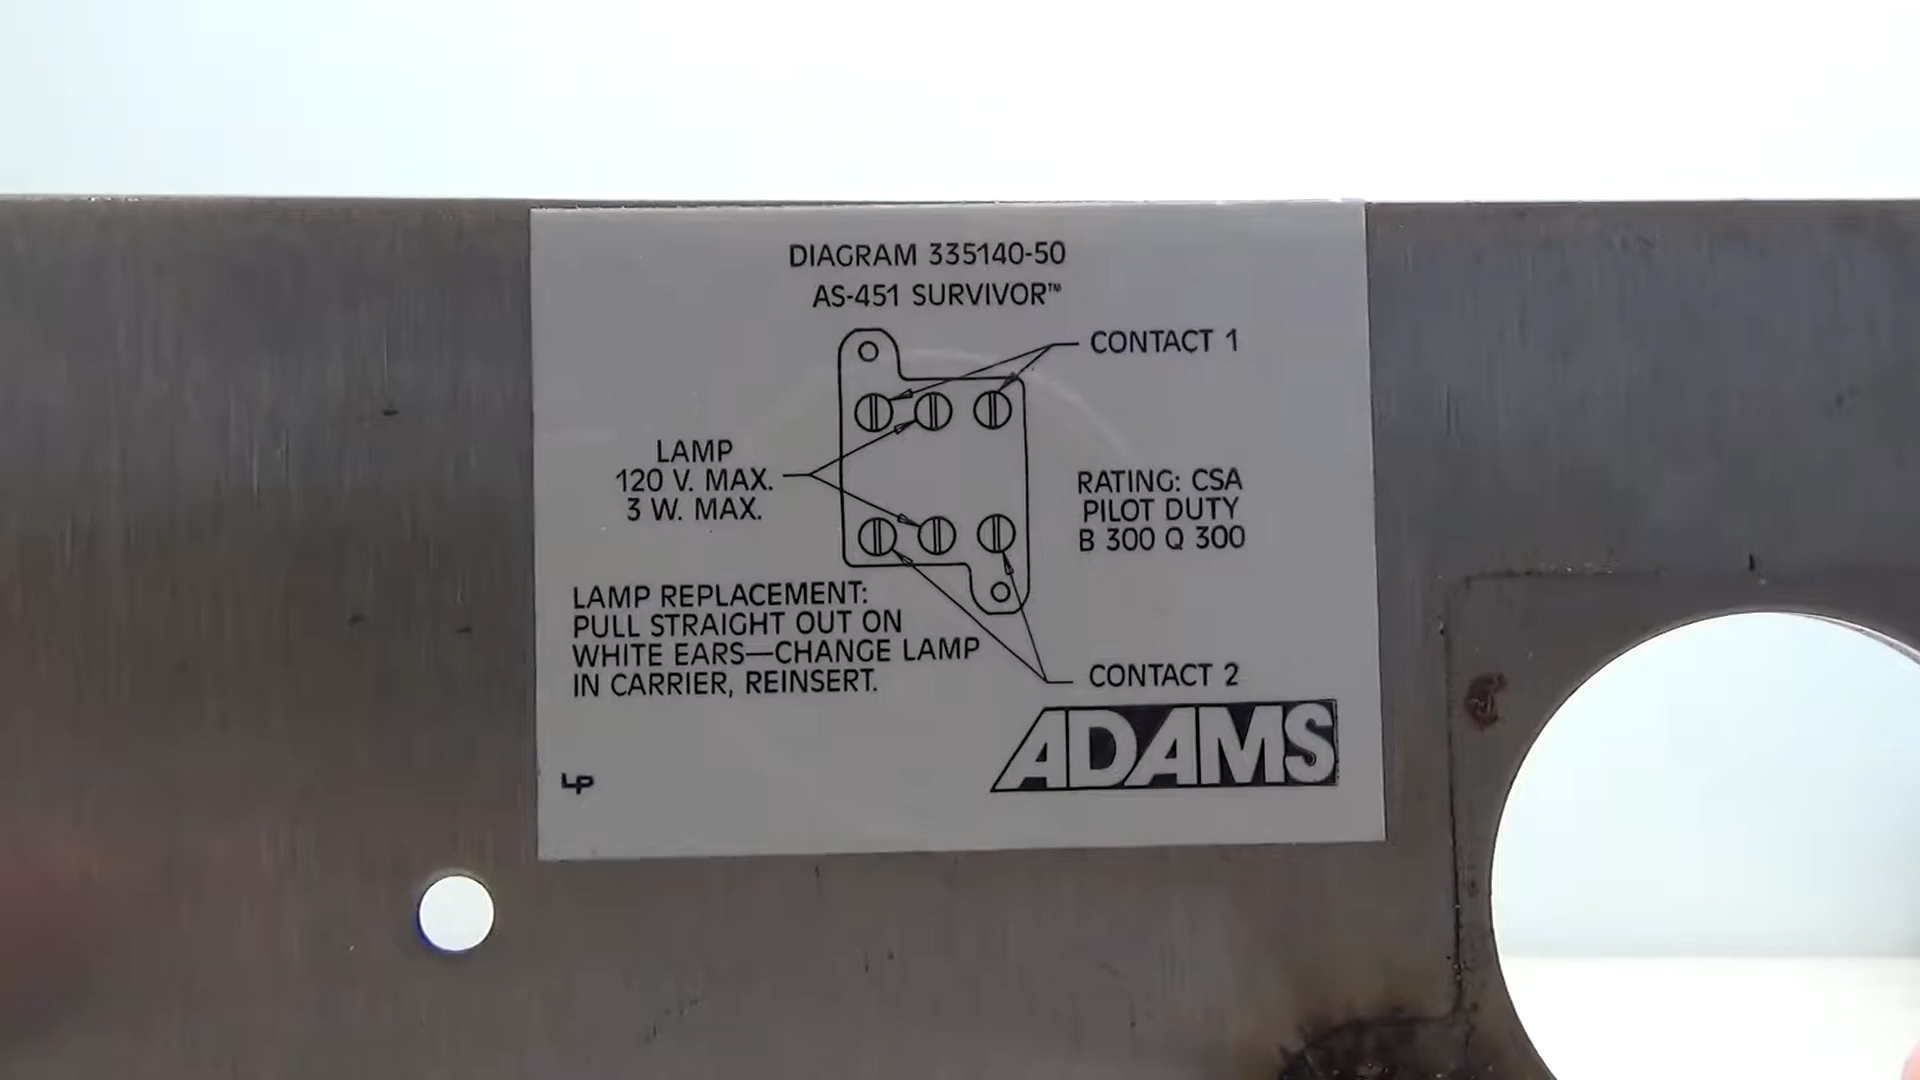 DIAGRAM 335140-50
AS-451 SURVIVOR™
CONTACT 1
LAMP
120 V. MAX.
3 W. MAX.
RATING: CSA
PILOT DUTY
B 300 Q 300
LAMP REPLACEMENT:
PULL STRAIGHT OUT ON
WHITE EARS—CHANGE LAMP
IN CARRIER, REINSERT.
CONTACT 2
ADAMS
LP